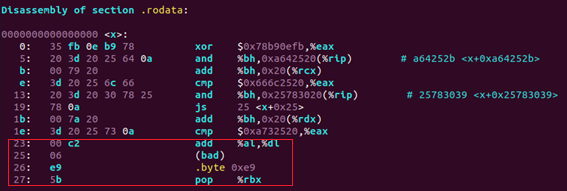 Disassembly of section .rodata:
0000000000000000 <x>:
0: 35 fb 0e b9 78 xor $0x78b90efb,%eax
5: 20 3d 20 25 64 0a and %bh,0xa642520(%rip) # a64252b <x+0xa64252b>
b: 00 79 20 add %bh,0x20(%rcx)
e: 3d 20 25 6c 66 cmp $0x666c2520,%eax
13: 20 3d 20 30 78 25 and %bh,0x25783020(%rip) # 25783039 <x+0x25783039>
19: 78 0a js 25 <x+0x25>
1b: 00 7a 20 add %bh,0x20(%rdx)
1e: 3d 20 25 73 0a cmp $0xa732520,%eax
23: 00 c2 add %al,%dl
25: 06 (bad)
26: e9 .byte 0xe9
27: 5b pop %rbx